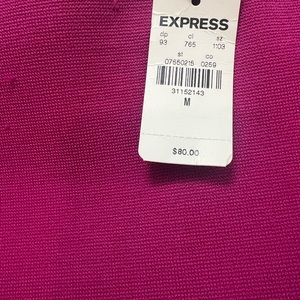 EXPRESS
dp cl sz
93 765 1103
st co
07650215 0259
31152143
M
$80.00